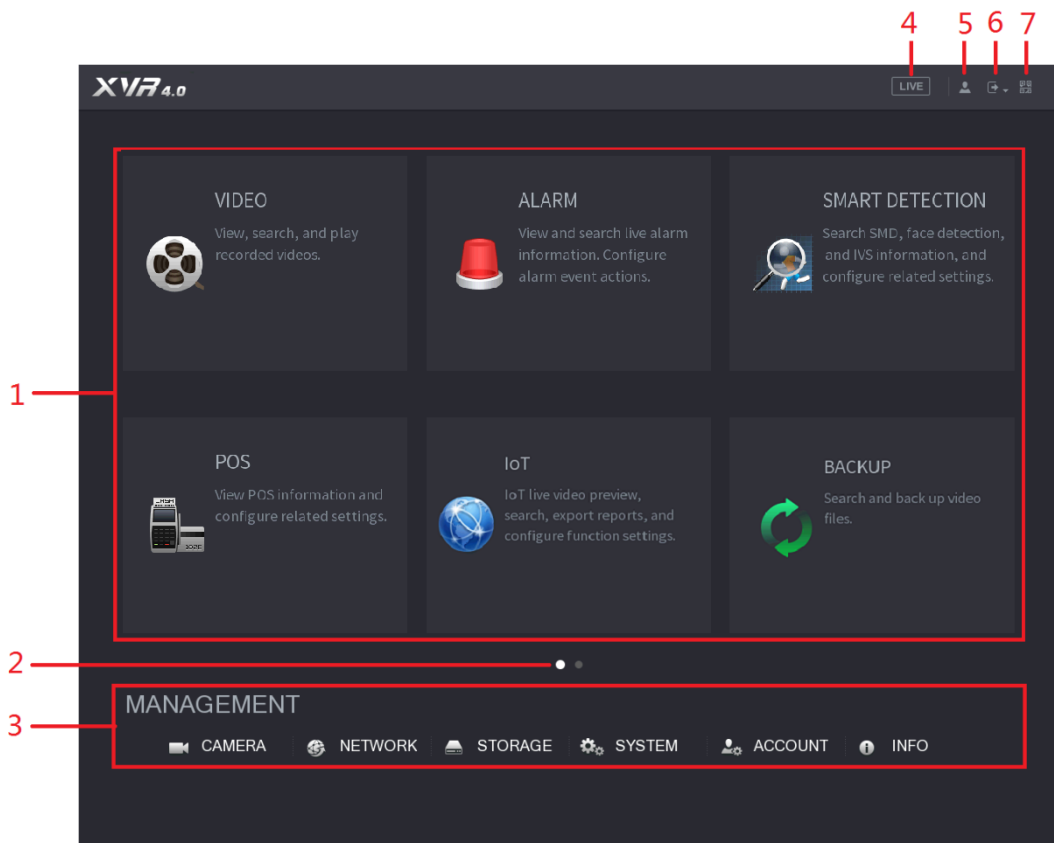 4 5 6 7
XVR 4.0
LIVE
VIDEO
View, search, and play
recorded videos.
ALARM
View and search live alarm
information. Configure
alarm event actions.
SMART DETECTION
Search SMD, face detection,
and IVS information, and
configure related settings.
1
POS
View POS information and
configure related settings.
IoT
IoT live video preview,
search, export reports, and
configure function settings.
BACKUP
Search and back up video
files.
2
3
MANAGEMENT
CAMERA NETWORK STORAGE SYSTEM ACCOUNT INFO